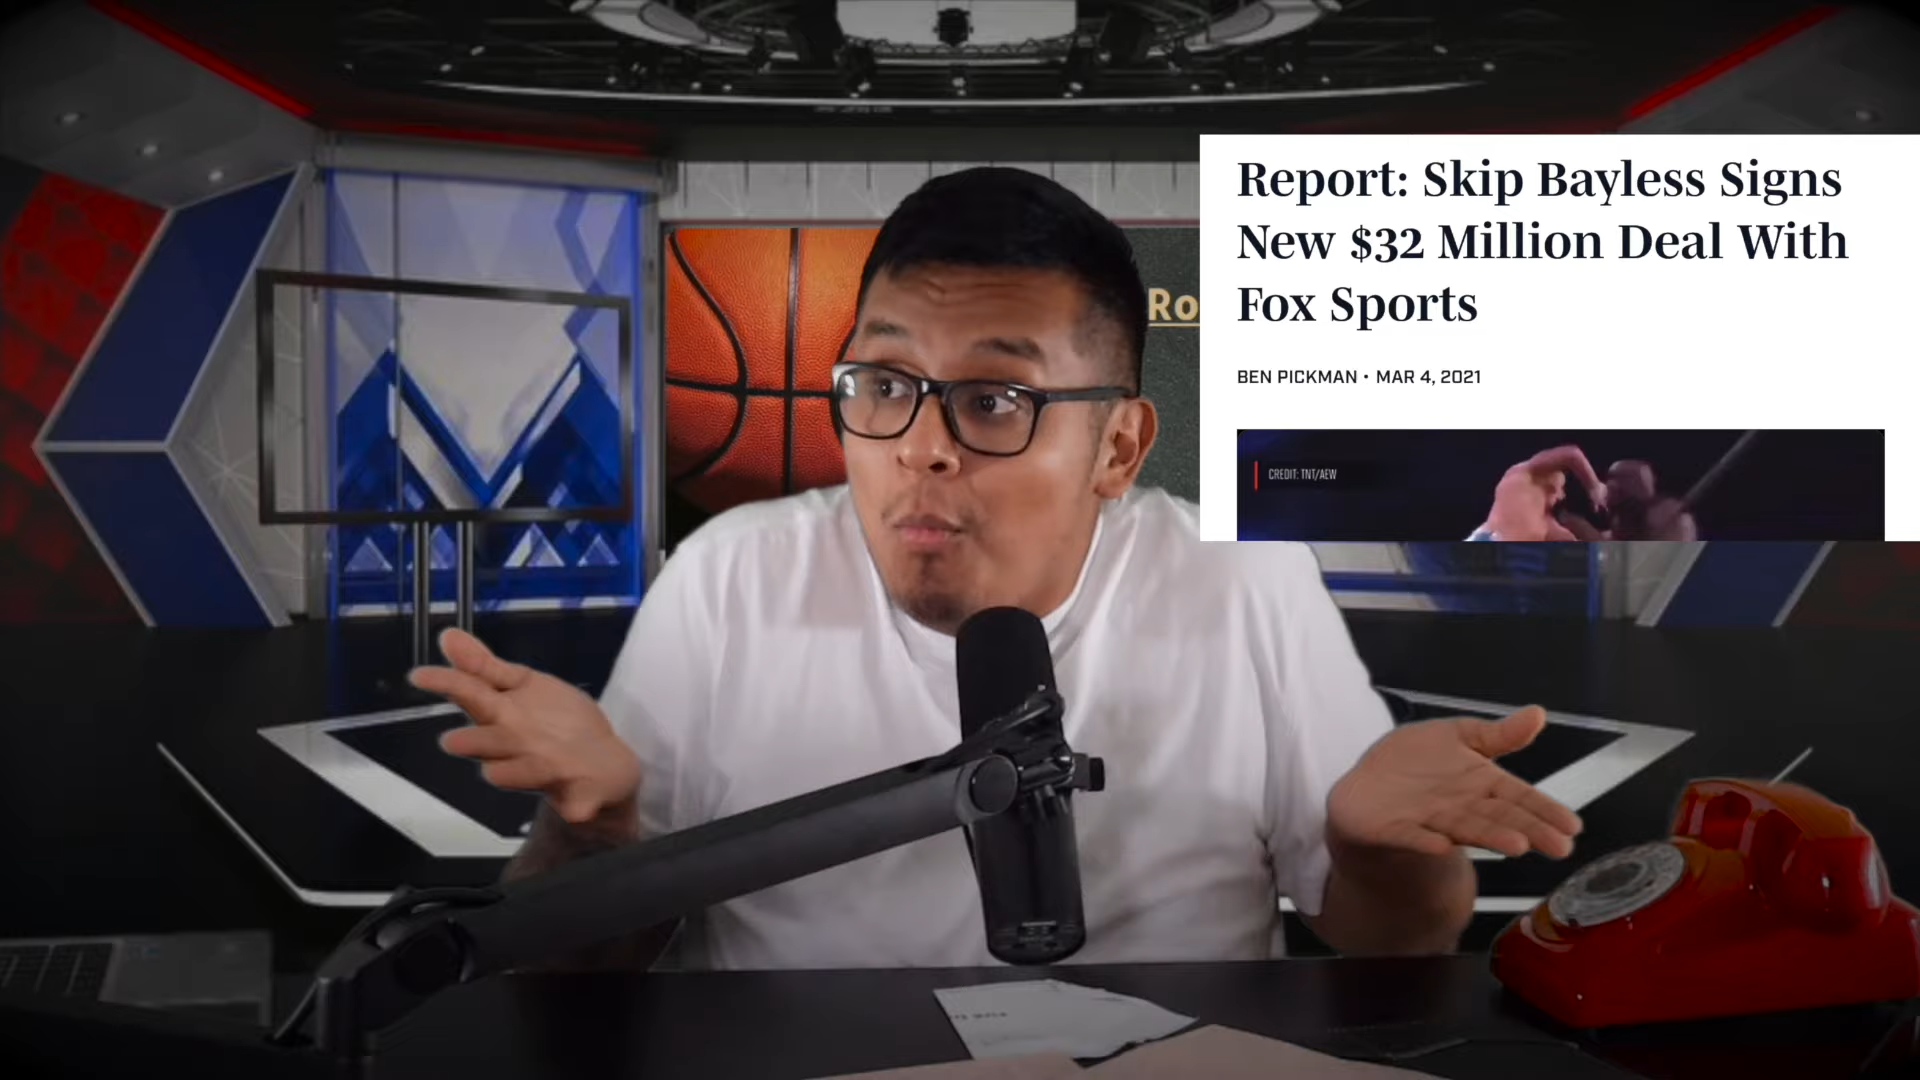 Ro
Report: Skip Bayless Signs
New $32 Million Deal With
Fox Sports
BEN PICKMAN • MAR 4, 2021
CREDIT: TNT/AEW